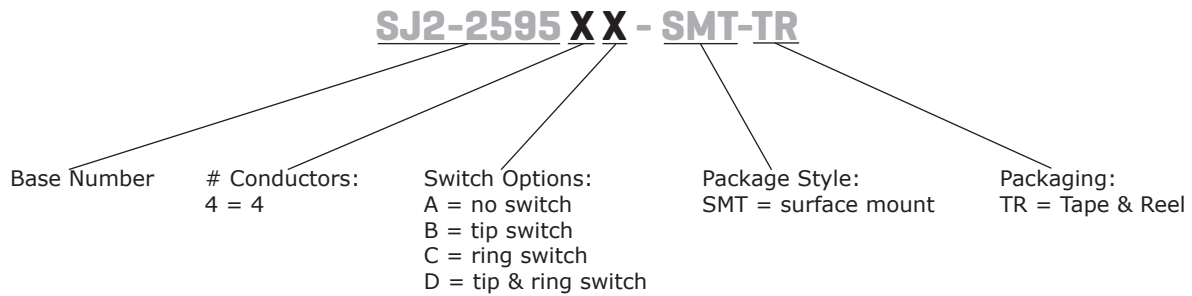 SJ2-2595 X X - SMT-TR
Base Number
# Conductors:
4 = 4
Switch Options:
A = no switch
B = tip switch
C = ring switch
D = tip & ring switch
Package Style:
SMT = surface mount
Packaging:
TR = Tape & Reel